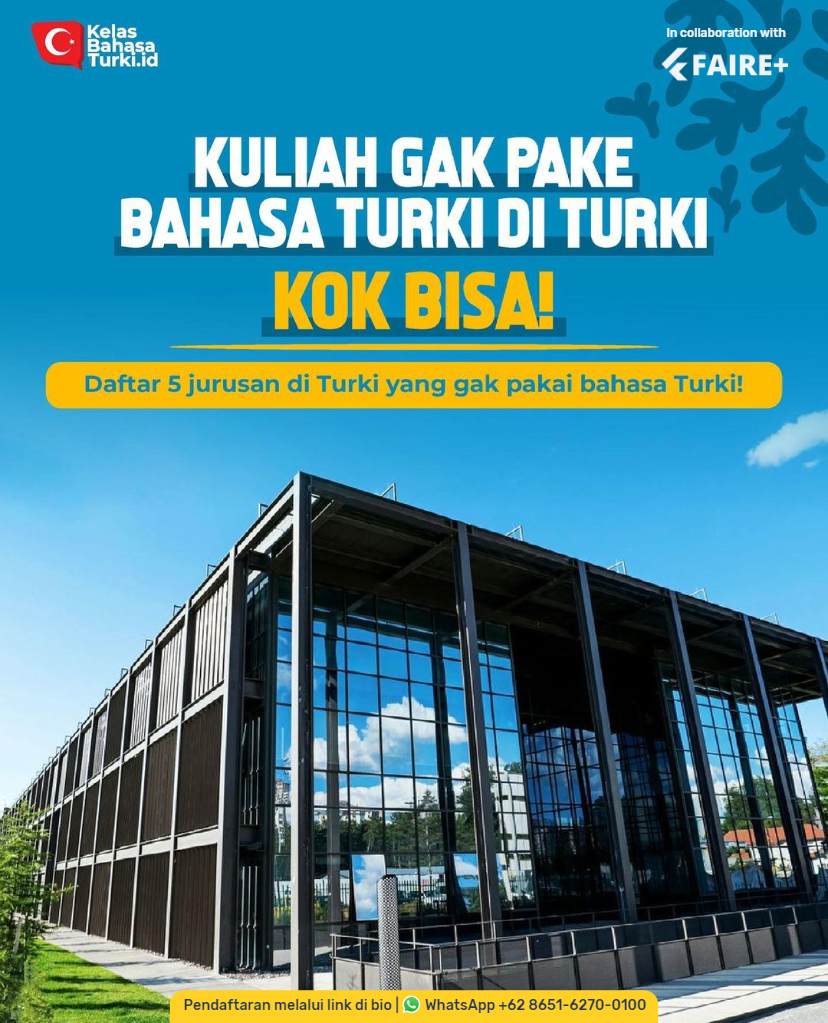 Kelas
Bahasa
Turki.id
In collaboration with
FAIRE+
KULIAH GAK PAKE
BAHASA TURKI DI TURKI
KOK BISA!
Daftar 5 jurusan di Turki yang gak pakai bahasa Turki!
Pendaftaran melalui link di bio | WhatsApp +62 8651-6270-0100